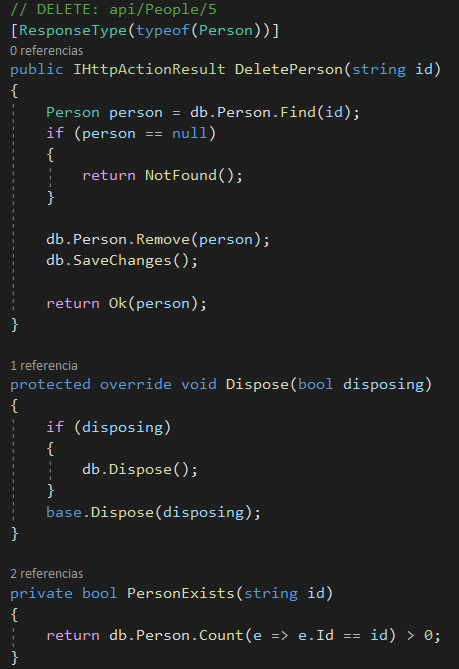 // DELETE: api/People/5
[ResponseType(typeof(Person))]
0 referencias
public IHttpActionResult DeletePerson(string id)
{
    Person person = db.Person.Find(id);
    if (person == null)
    {
        return NotFound();
    }
    db.Person.Remove(person);
    db.SaveChanges();
    return Ok(person);
}
1 referencia
protected override void Dispose(bool disposing)
{
    if (disposing)
    {
        db.Dispose();
    }
    base.Dispose(disposing);
}
2 referencias
private bool PersonExists(string id)
{
    return db.Person.Count(e => e.Id == id) > 0;
}